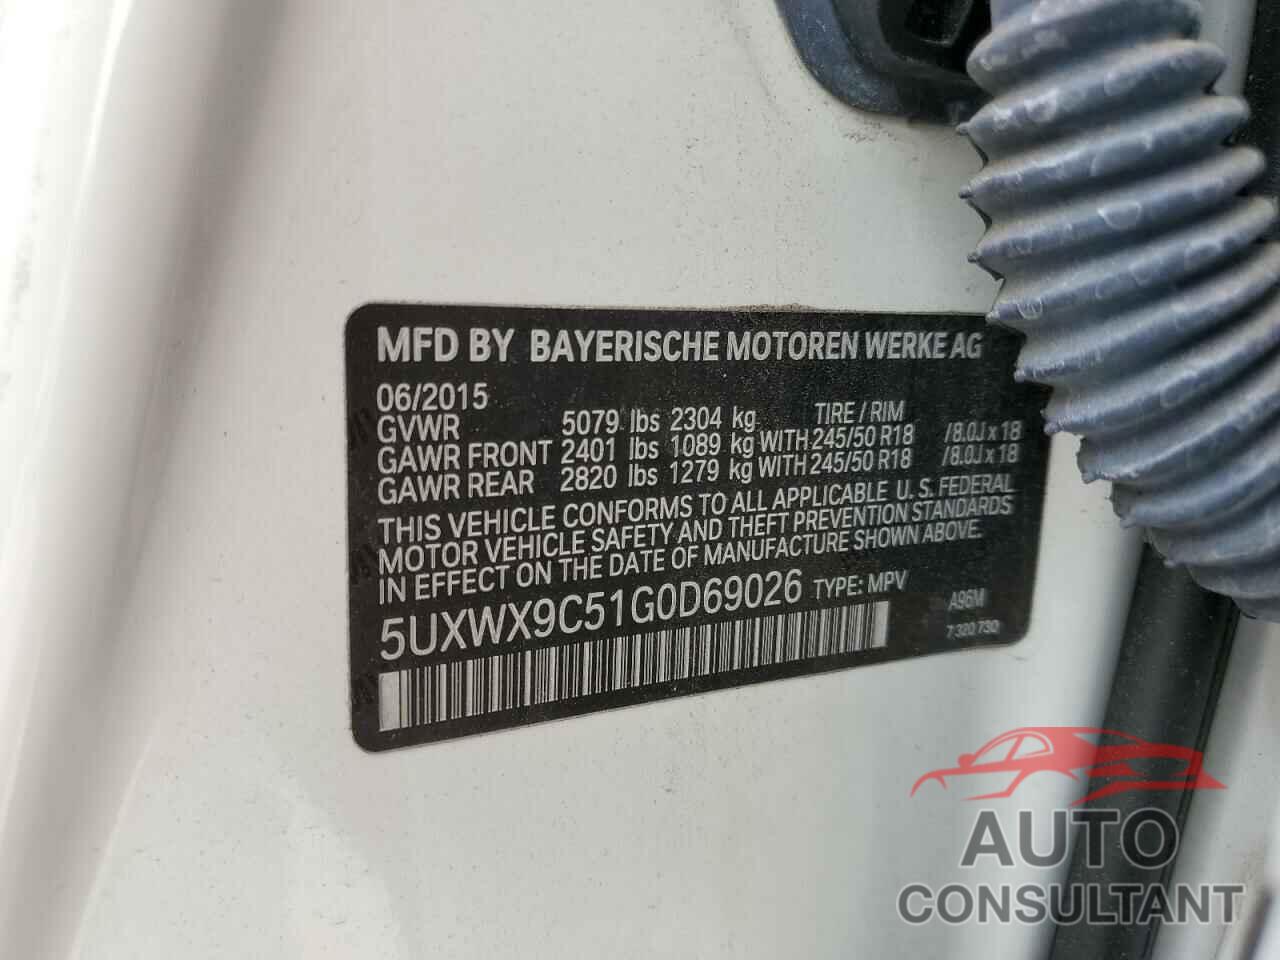 MFD BY BAYERISCHE MOTOREN WERKE AG
06/2015
GVWR 5079 lbs 2304 kg TIRE / RIM
GAWR FRONT 2401 lbs 1089 kg WITH 245/50 R18 /8.0J x 18
GAWR REAR 2820 lbs 1279 kg WITH 245/50 R18 /8.0J x 18
THIS VEHICLE CONFORMS TO ALL APPLICABLE U.S. FEDERAL
MOTOR VEHICLE SAFETY AND THEFT PREVENTION STANDARDS
IN EFFECT ON THE DATE OF MANUFACTURE SHOWN ABOVE.
5UXWX9C51G0D69026 TYPE: MPV
A96M
7 320 730
AUTO
CONSULTANT